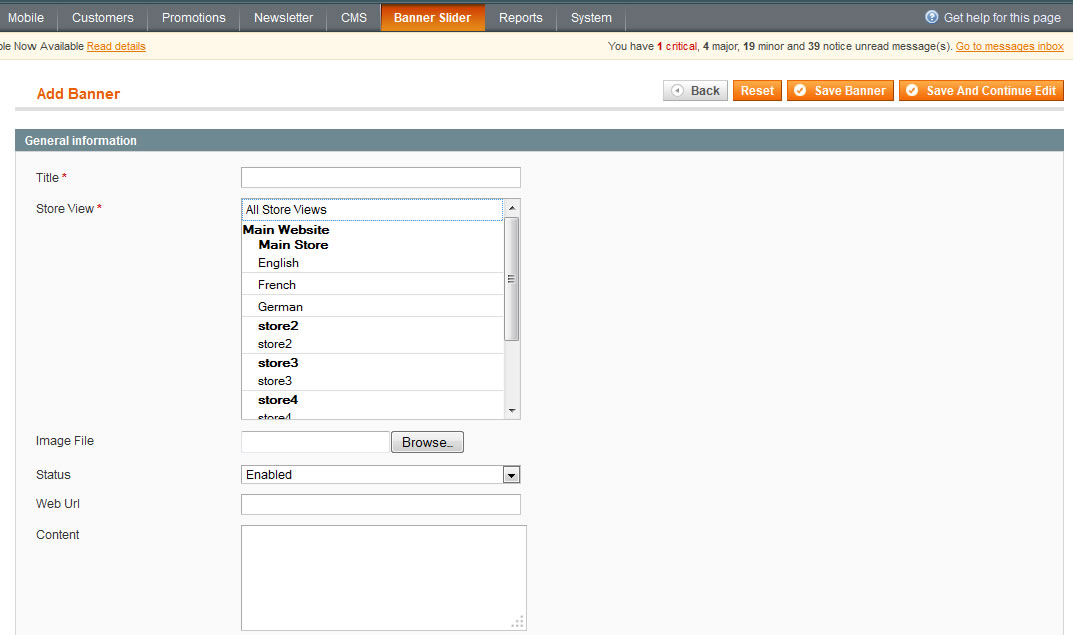 Mobile Customers Promotions Newsletter CMS Banner Slider Reports System Get help for this page
Now Available Read details You have 1 critical, 4 major, 19 minor and 39 notice unread message(s). Go to messages inbox
Add Banner Back Reset Save Banner Save And Continue Edit
General information
Title *
Store View *
All Store Views
Main Website
Main Store
English
French
German
store2
store2
store3
store3
store4
store4
Image File Browse...
Status Enabled
Web Url
Content